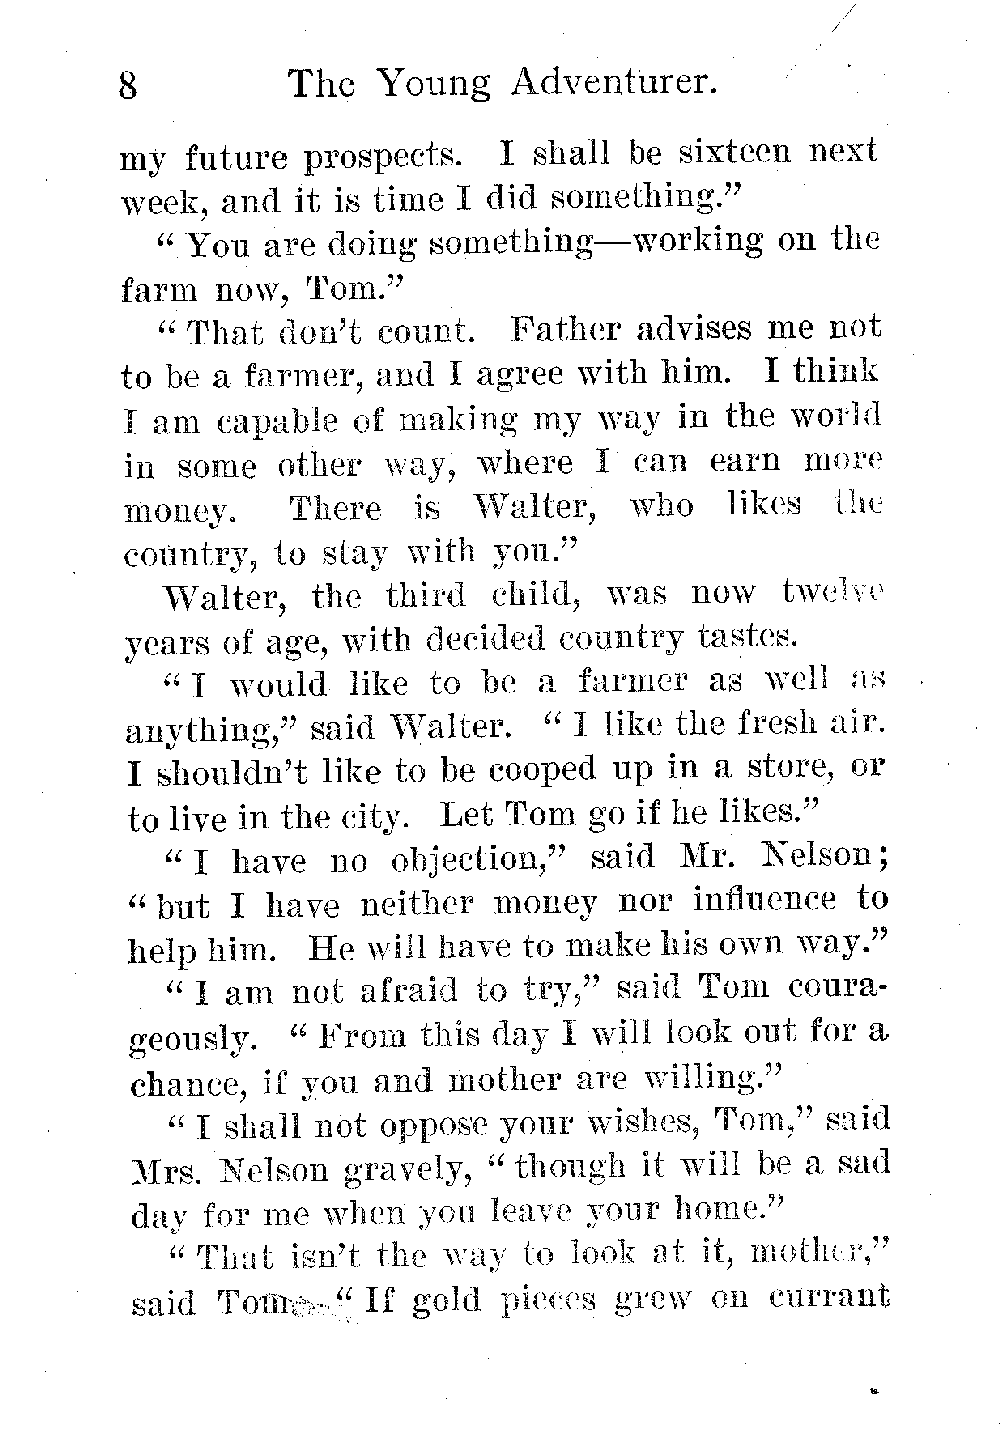 8 The Young Adventurer.
my future prospects. I shall be sixteen next
week, and it is time I did something.”
“ You are doing something—working on the
farm now, Tom.”
“ That don’t count. Father advises me not
to be a farmer, and I agree with him. I think
I am capable of making my way in the world
in some other way, where I can earn more
money. There is Walter, who likes the
country, to stay with you.”
Walter, the third child, was now twelve
years of age, with decided country tastes.
“ I would like to be a farmer as well as
anything,” said Walter. “ I like the fresh air.
I shouldn’t like to be cooped up in a store, or
to live in the city. Let Tom go if he likes.”
“ I have no objection,” said Mr. Nelson;
“ but I have neither money nor influence to
help him. He will have to make his own way.”
“ I am not afraid to try,” said Tom coura-
geously. “ From this day I will look out for a
chance, if you and mother are willing.”
“ I shall not oppose your wishes, Tom,” said
Mrs. Nelson gravely, “ though it will be a sad
day for me when you leave your home.”
“ That isn’t the way to look at it, mother,”
said Tom. “ If gold pieces grew on currant